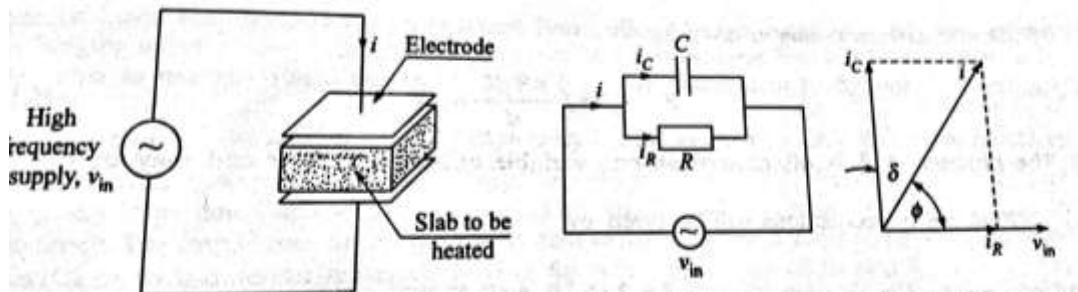 i
Electrode
High
requency
supply, v_in
Slab to be
heated
i_C
C
i
i_R
R
v_in
i_C
i
δ
ϕ
i_R
v_in